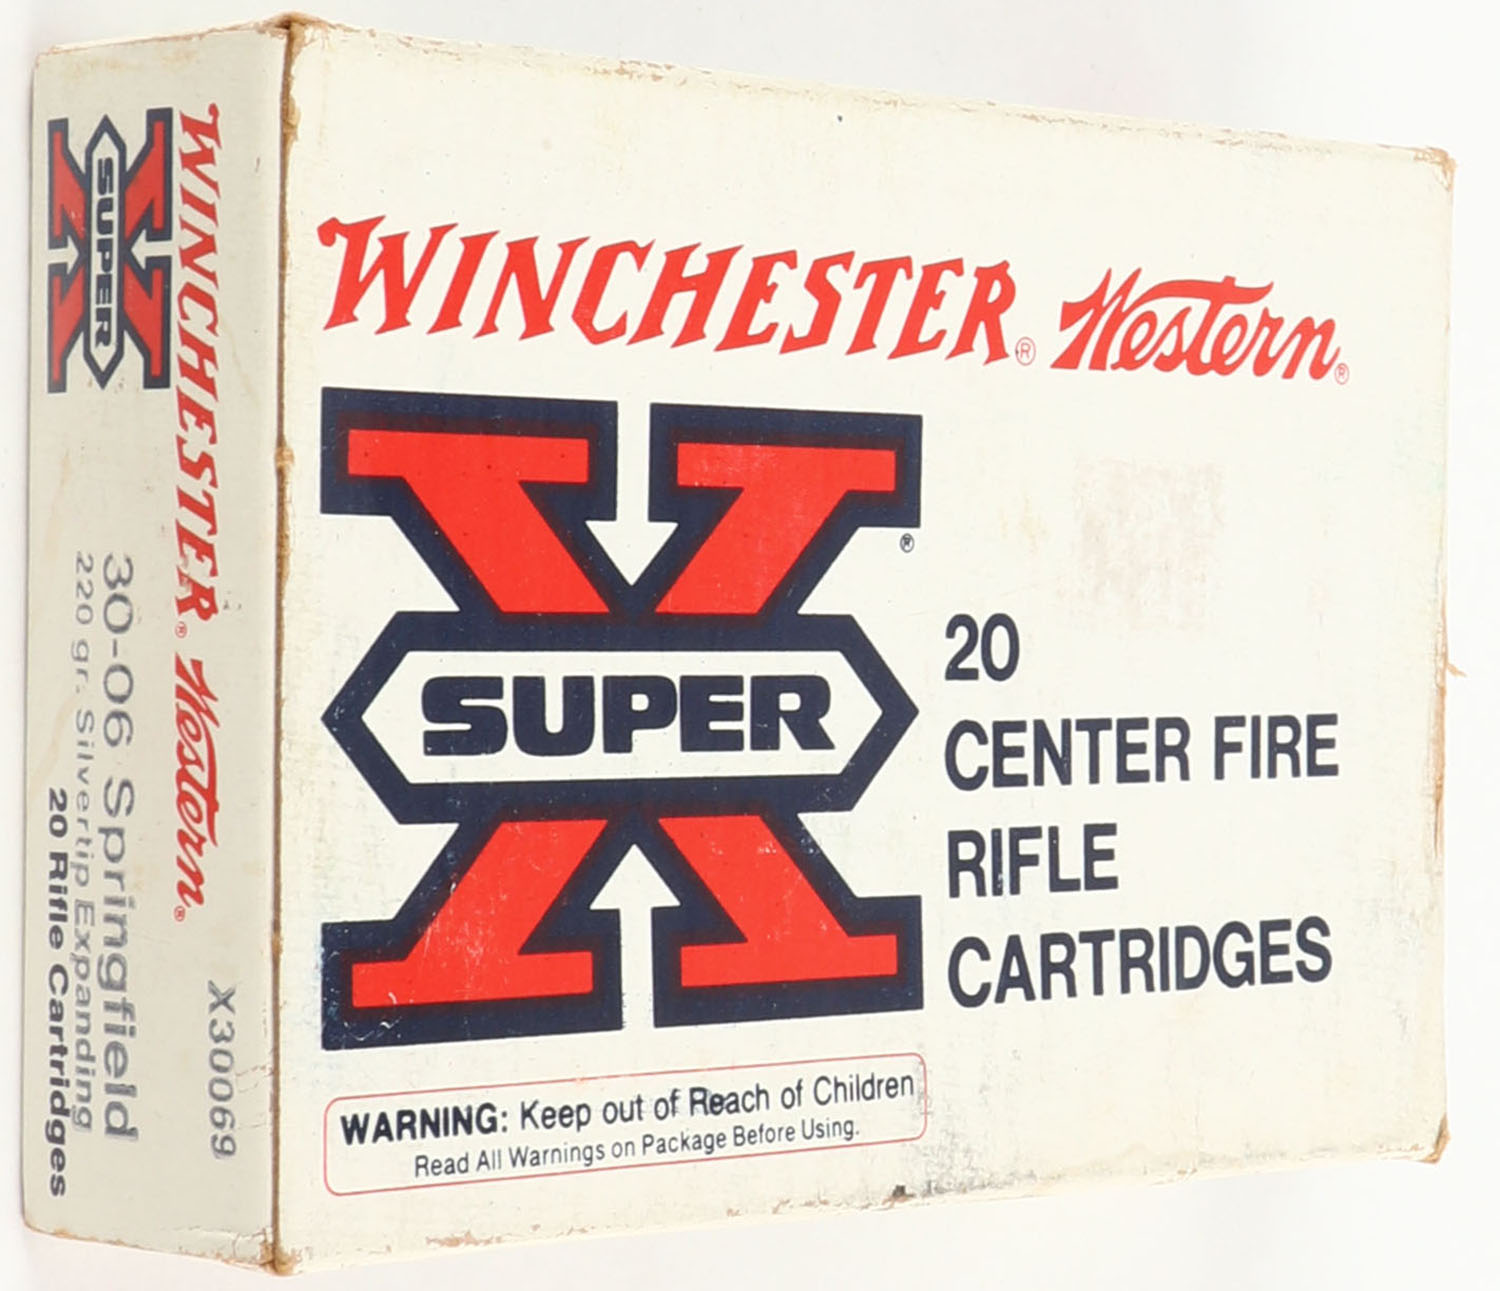 WINCHESTER® Western®
X
SUPER
®
20
CENTER FIRE
RIFLE
CARTRIDGES
WARNING: Keep out of Reach of Children
Read All Warnings on Package Before Using.
WINCHESTER® Western®
X
SUPER
X30069
30-06 Springfield
220 gr. Silvertip Expanding
20 Rifle Cartridges